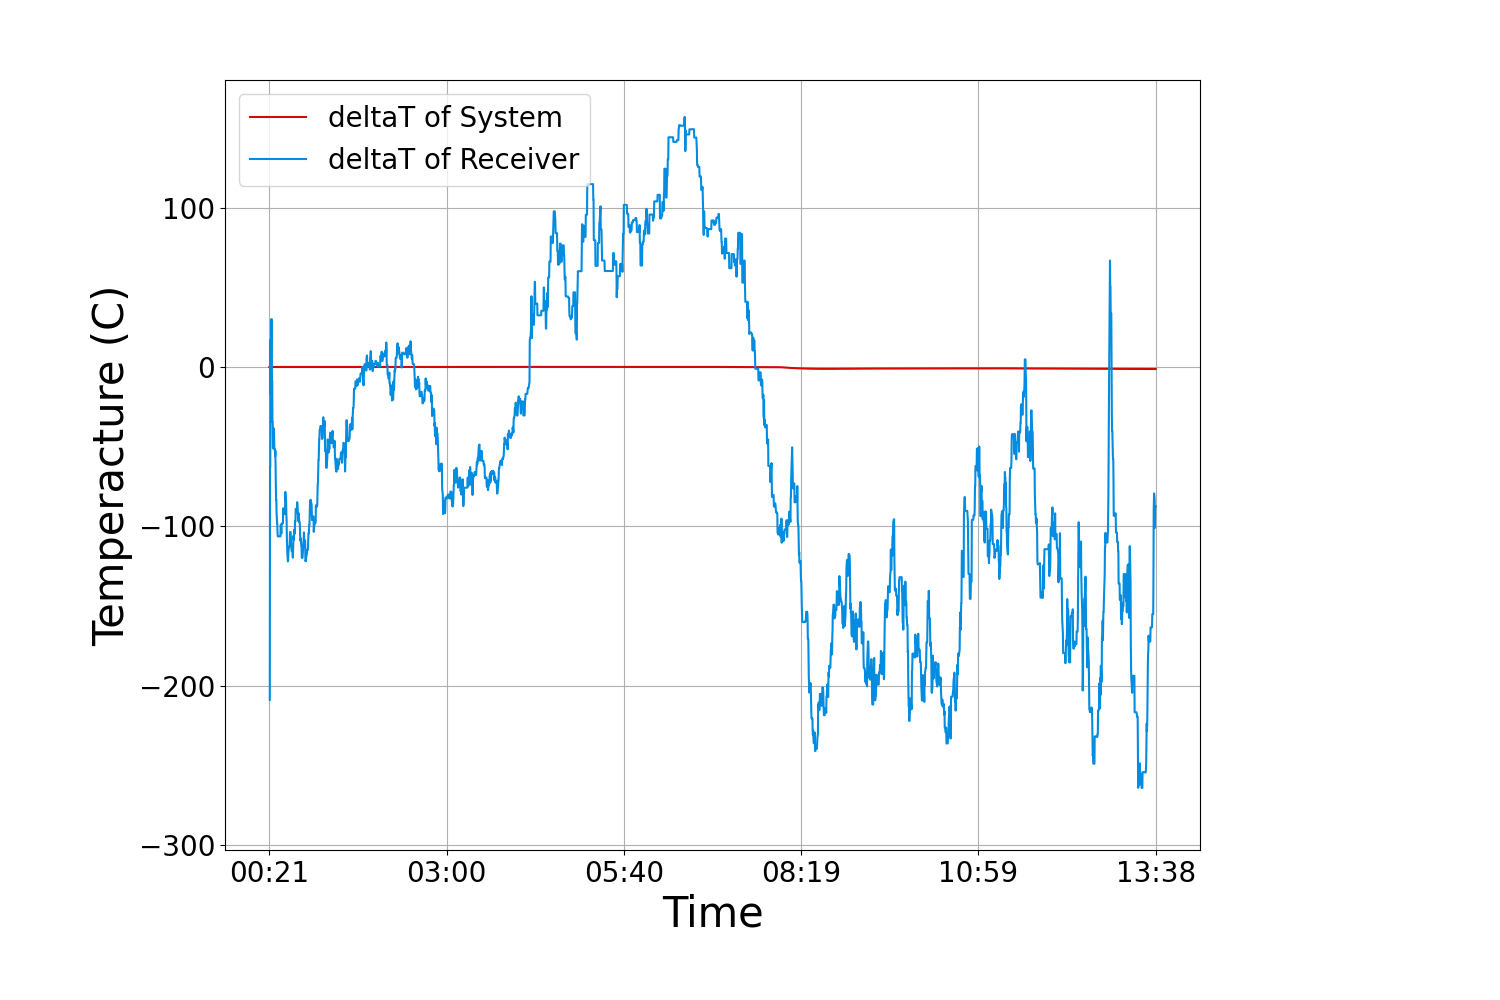 deltaT of System
deltaT of Receiver
100
0
−100
−200
−300
Temperacture (C)
00:21 03:00 05:40 08:19 10:59 13:38
Time